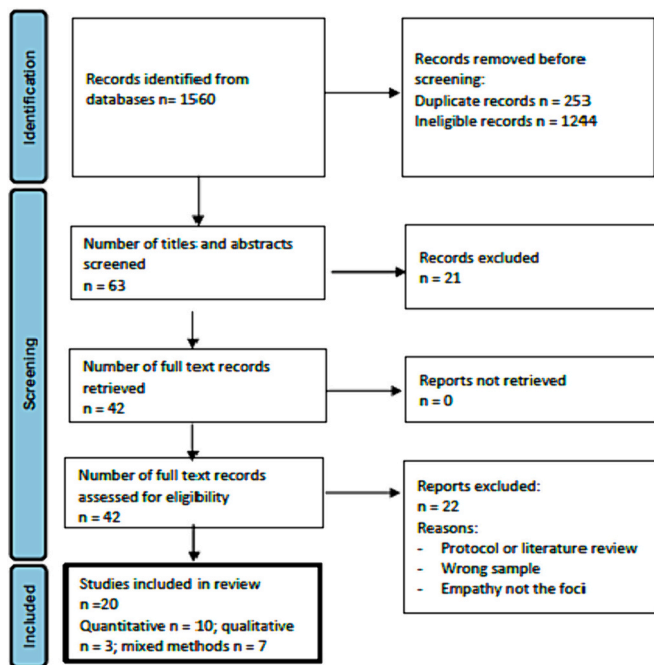 Identification
Records identified from
databases n= 1560
Records removed before
screening:
Duplicate records n = 253
Ineligible records n = 1244
Screening
Number of titles and abstracts
screened
n = 63
Records excluded
n = 21
Number of full text records
retrieved
n = 42
Reports not retrieved
n = 0
Number of full text records
assessed for eligibility
n = 42
Reports excluded:
n = 22
Reasons:
- Protocol or literature review
- Wrong sample
- Empathy not the foci
Included
Studies included in review
n =20
Quantitative n = 10; qualitative
n = 3; mixed methods n = 7